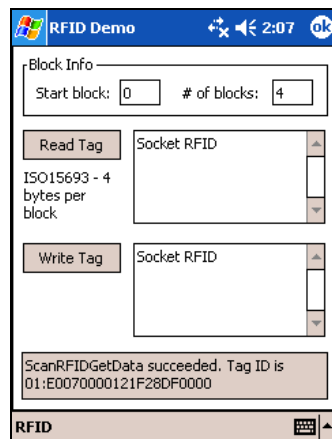 RFID Demo 2:07 ok
Block Info
Start block: 0 # of blocks: 4
Read Tag
Socket RFID
ISO15693 - 4
bytes per
block
Write Tag
Socket RFID
ScanRFIDGetData succeeded. Tag ID is
01:E0070000121F28DF0000
RFID